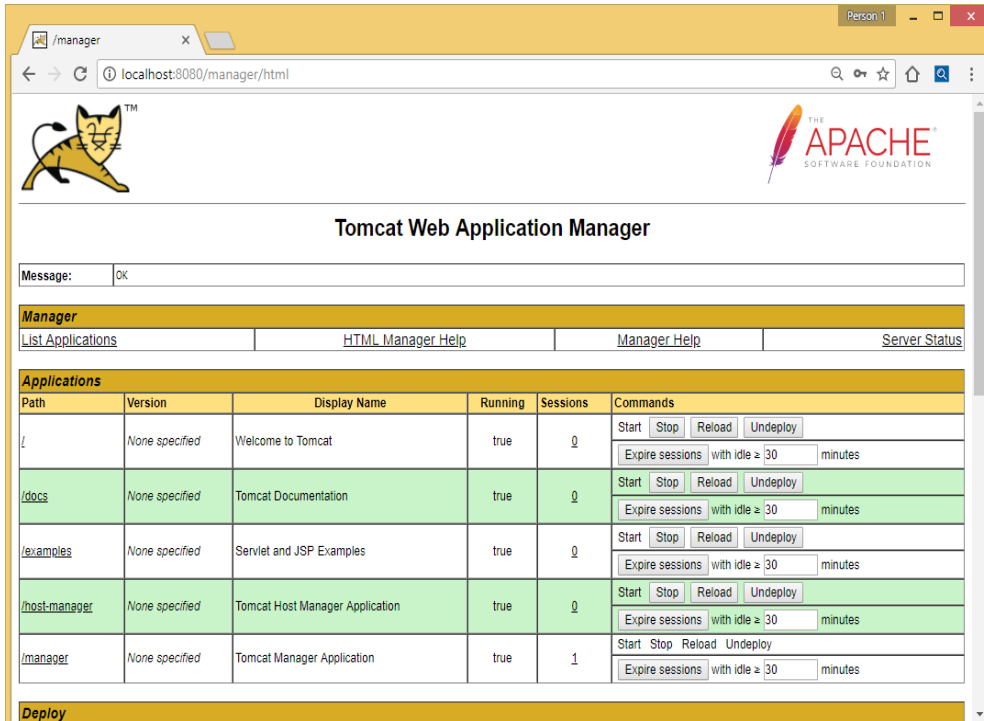 Person 1
/manager
localhost:8080/manager/html
TM
THE
APACHE®
SOFTWARE FOUNDATION
Tomcat Web Application Manager
Message: OK
Manager
List Applications HTML Manager Help Manager Help Server Status
Applications
Path Version Display Name Running Sessions Commands
/ None specified Welcome to Tomcat true 0 Start Stop Reload Undeploy
Expire sessions with idle ≥ 30 minutes
/docs None specified Tomcat Documentation true 0 Start Stop Reload Undeploy
Expire sessions with idle ≥ 30 minutes
/examples None specified Servlet and JSP Examples true 0 Start Stop Reload Undeploy
Expire sessions with idle ≥ 30 minutes
/host-manager None specified Tomcat Host Manager Application true 0 Start Stop Reload Undeploy
Expire sessions with idle ≥ 30 minutes
/manager None specified Tomcat Manager Application true 1 Start Stop Reload Undeploy
Expire sessions with idle ≥ 30 minutes
Deploy